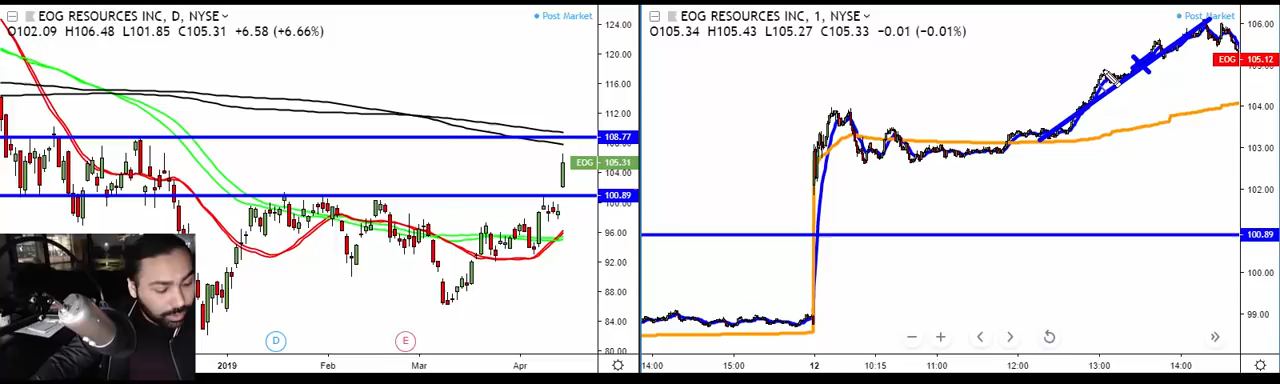 EOG RESOURCES INC, D, NYSE
Post Market
O102.09 H106.48 L101.85 C105.31 +6.58 (+6.66%)
124.00
120.00
116.00
112.00
108.77
EOG 105.31
104.00
100.89
96.00
92.00
88.00
84.00
80.00
D
E
2019
Feb
Mar
Apr
EOG RESOURCES INC, 1, NYSE
Post Market
O105.34 H105.43 L105.27 C105.33 −0.01 (−0.01%)
106.00
EOG 105.12
104.00
103.00
102.00
100.89
100.00
99.00
14:00
15:00
12
10:15
11:00
12:00
13:00
14:00